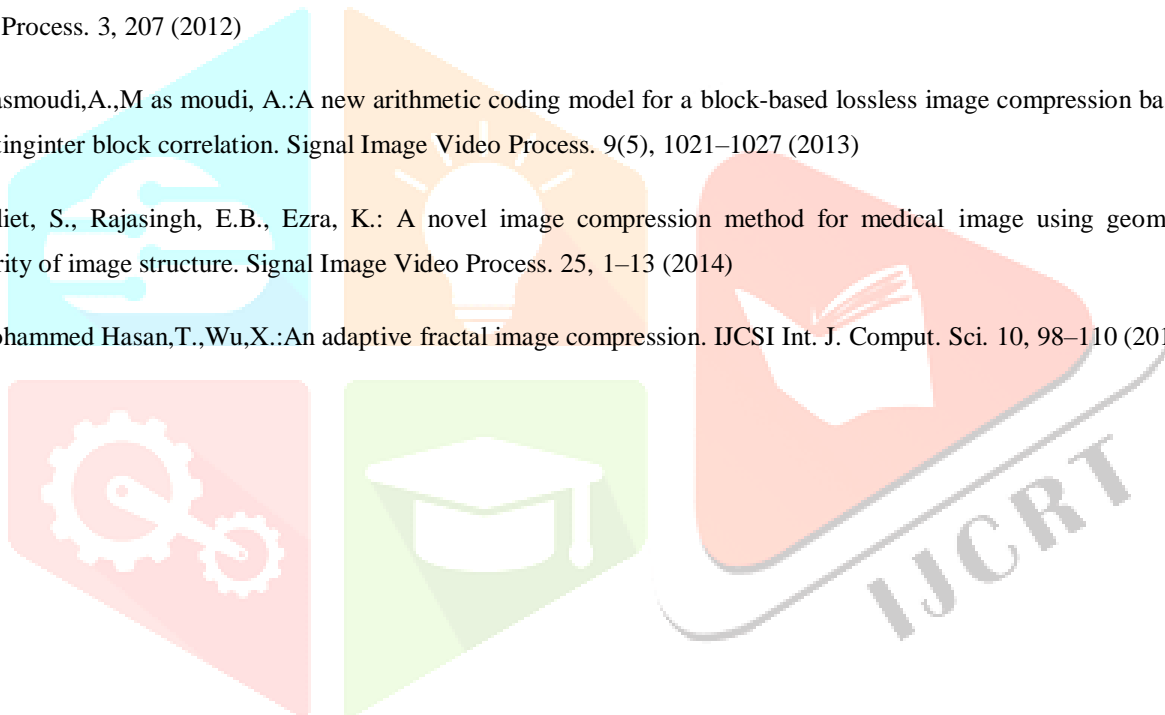 Process. 3, 207 (2012)
asmoudi,A.,M as moudi, A.:A new arithmetic coding model for a block-based lossless image compression ba
tinginter block correlation. Signal Image Video Process. 9(5), 1021–1027 (2013)
liet, S., Rajasingh, E.B., Ezra, K.: A novel image compression method for medical image using geom
rity of image structure. Signal Image Video Process. 25, 1–13 (2014)
ohammed Hasan,T.,Wu,X.:An adaptive fractal image compression. IJCSI Int. J. Comput. Sci. 10, 98–110 (201
IJCRT